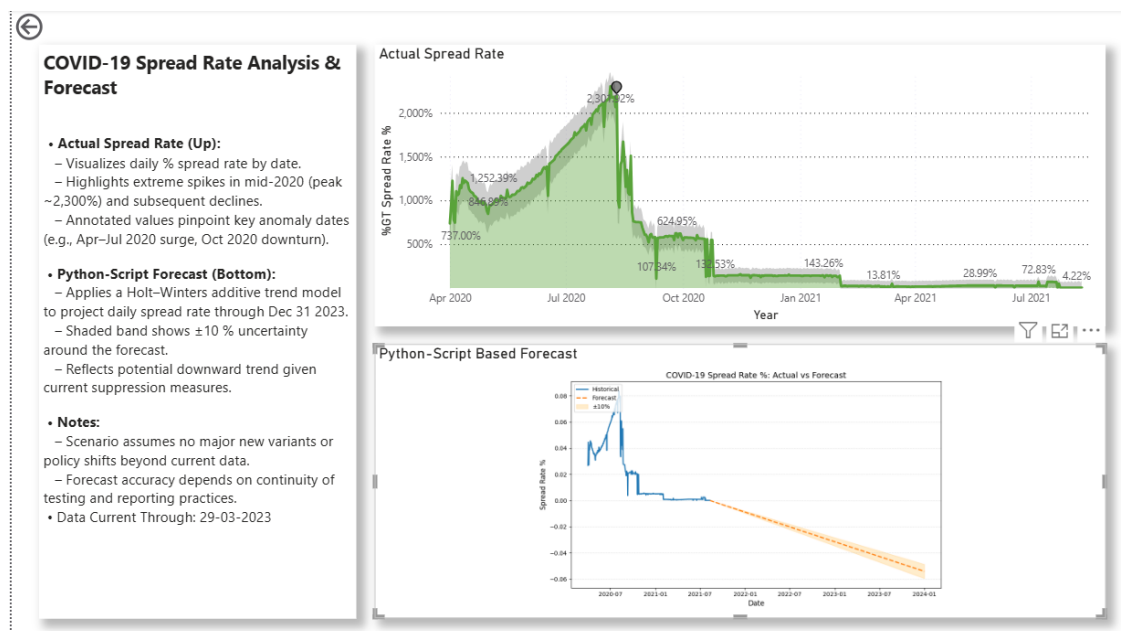 COVID-19 Spread Rate Analysis &
Forecast
• Actual Spread Rate (Up):
– Visualizes daily % spread rate by date.
– Highlights extreme spikes in mid-2020 (peak
~2,300%) and subsequent declines.
– Annotated values pinpoint key anomaly dates
(e.g., Apr–Jul 2020 surge, Oct 2020 downturn).
• Python-Script Forecast (Bottom):
– Applies a Holt–Winters additive trend model
to project daily spread rate through Dec 31 2023.
– Shaded band shows ±10 % uncertainty
around the forecast.
– Reflects potential downward trend given
current suppression measures.
• Notes:
– Scenario assumes no major new variants or
policy shifts beyond current data.
– Forecast accuracy depends on continuity of
testing and reporting practices.
• Data Current Through: 29-03-2023
Actual Spread Rate
%GT Spread Rate %
2,000%
1,500%
1,000%
500%
737.00%
1,252.39%
846.89%
2,301.92%
107.34%
624.95%
132.53%
143.26%
13.81%
28.99%
72.83%
4.22%
Apr 2020
Jul 2020
Oct 2020
Jan 2021
Apr 2021
Jul 2021
Year
Python-Script Based Forecast
COVID-19 Spread Rate %: Actual vs Forecast
Historical
Forecast
±10%
Spread Rate %
0.08
0.06
0.04
0.02
0.00
−0.02
−0.04
−0.06
2020-07
2021-01
2021-07
2022-01
2022-07
2023-01
2023-07
2024-01
Date